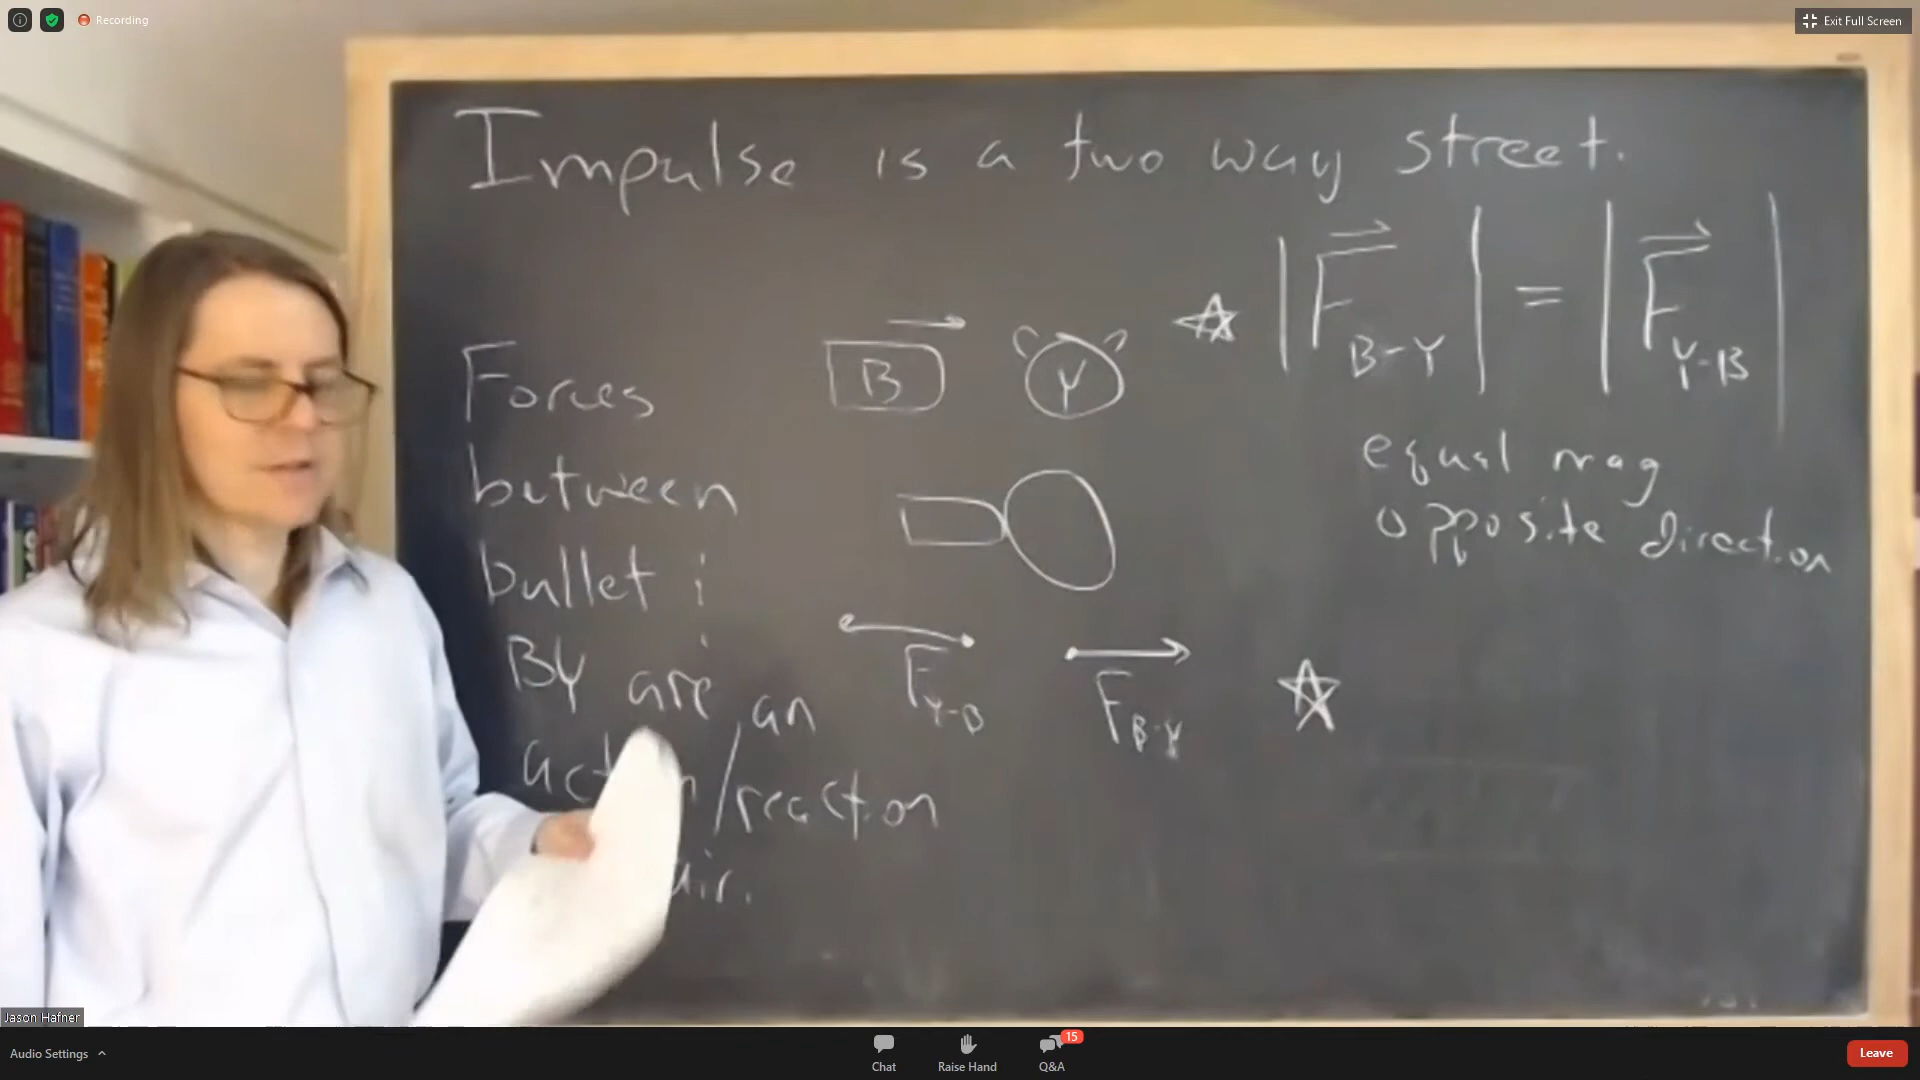 Recording
Exit Full Screen
Impulse is a two way street.
Forces
between
bullet
BY are an
/reaction
B
Y
|F B-Y| = |F Y-B|
equal mag
opposite direction
F Y-B
F B-Y
Jason Hafner
Audio Settings
Chat
Raise Hand
15
Q&A
Leave